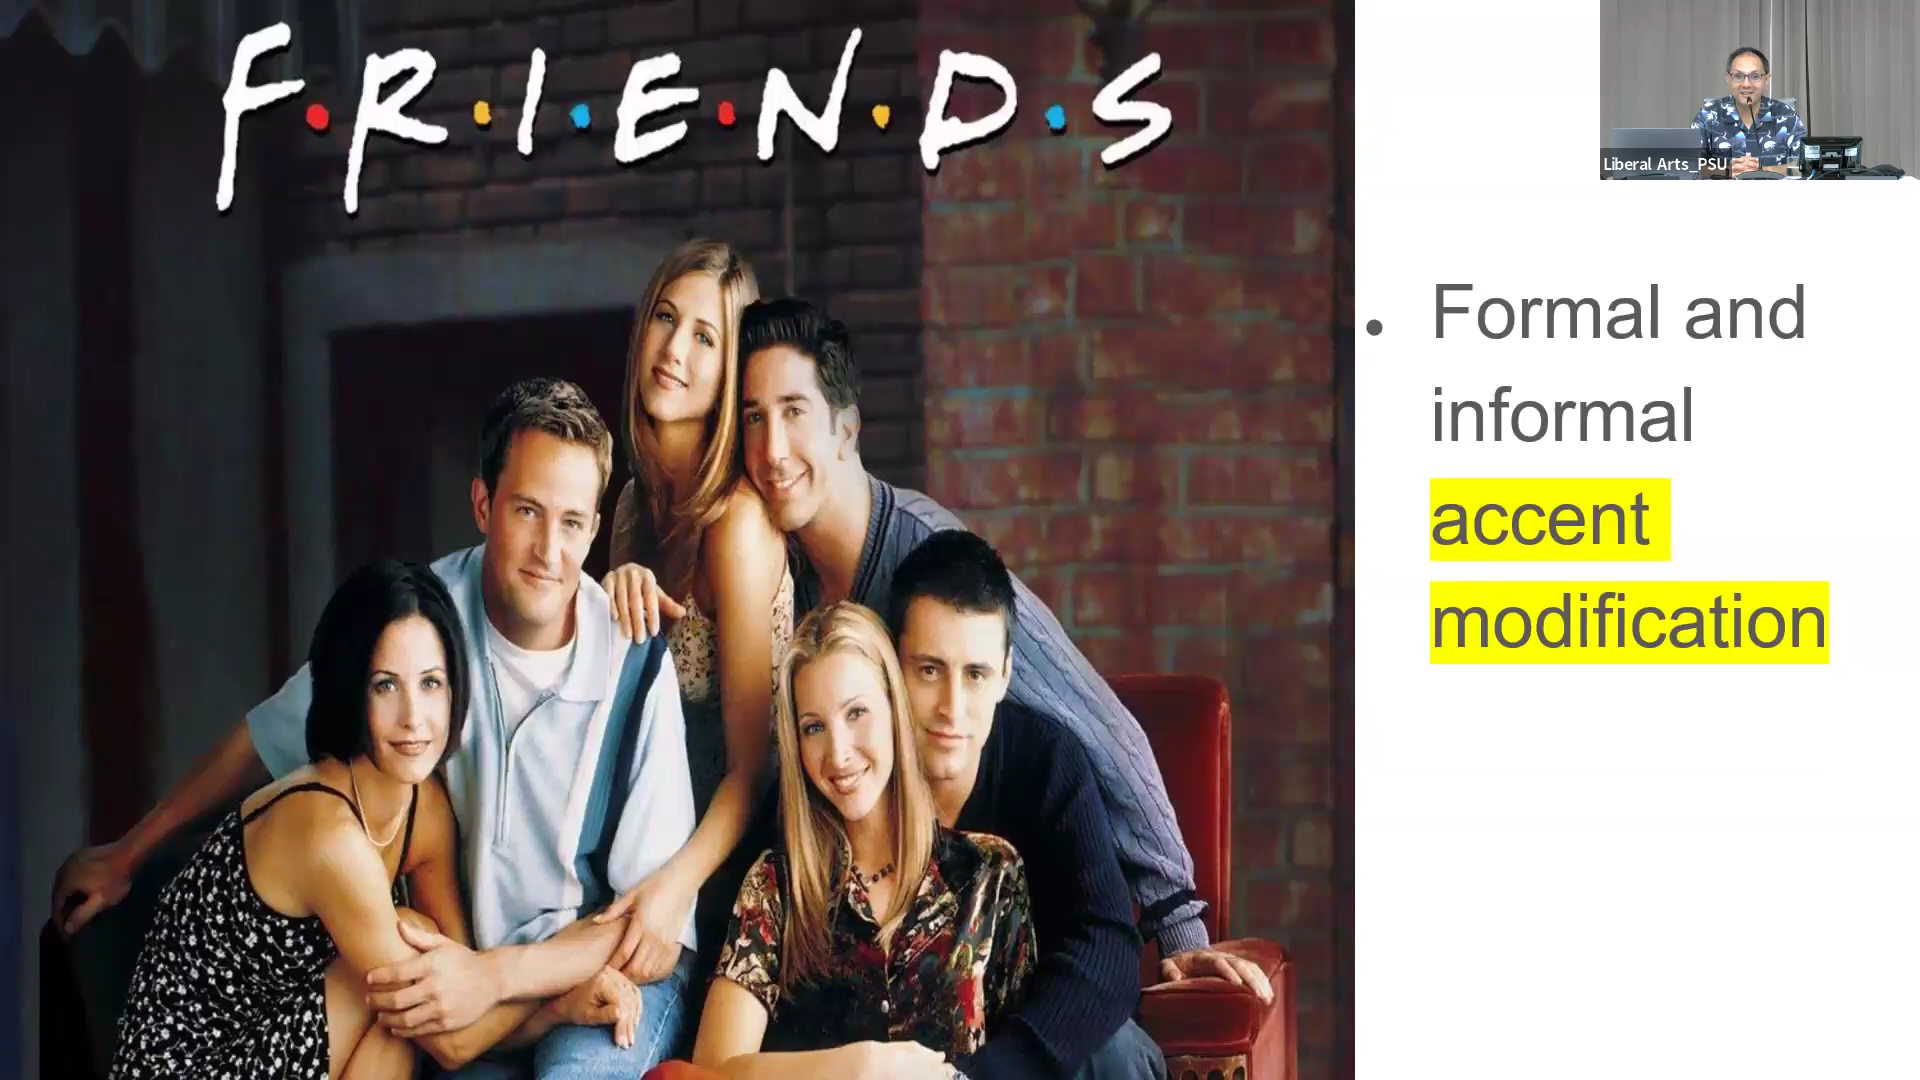 F•R•I•E•N•D•S
Liberal Arts_PSU
• Formal and
informal
accent
modification